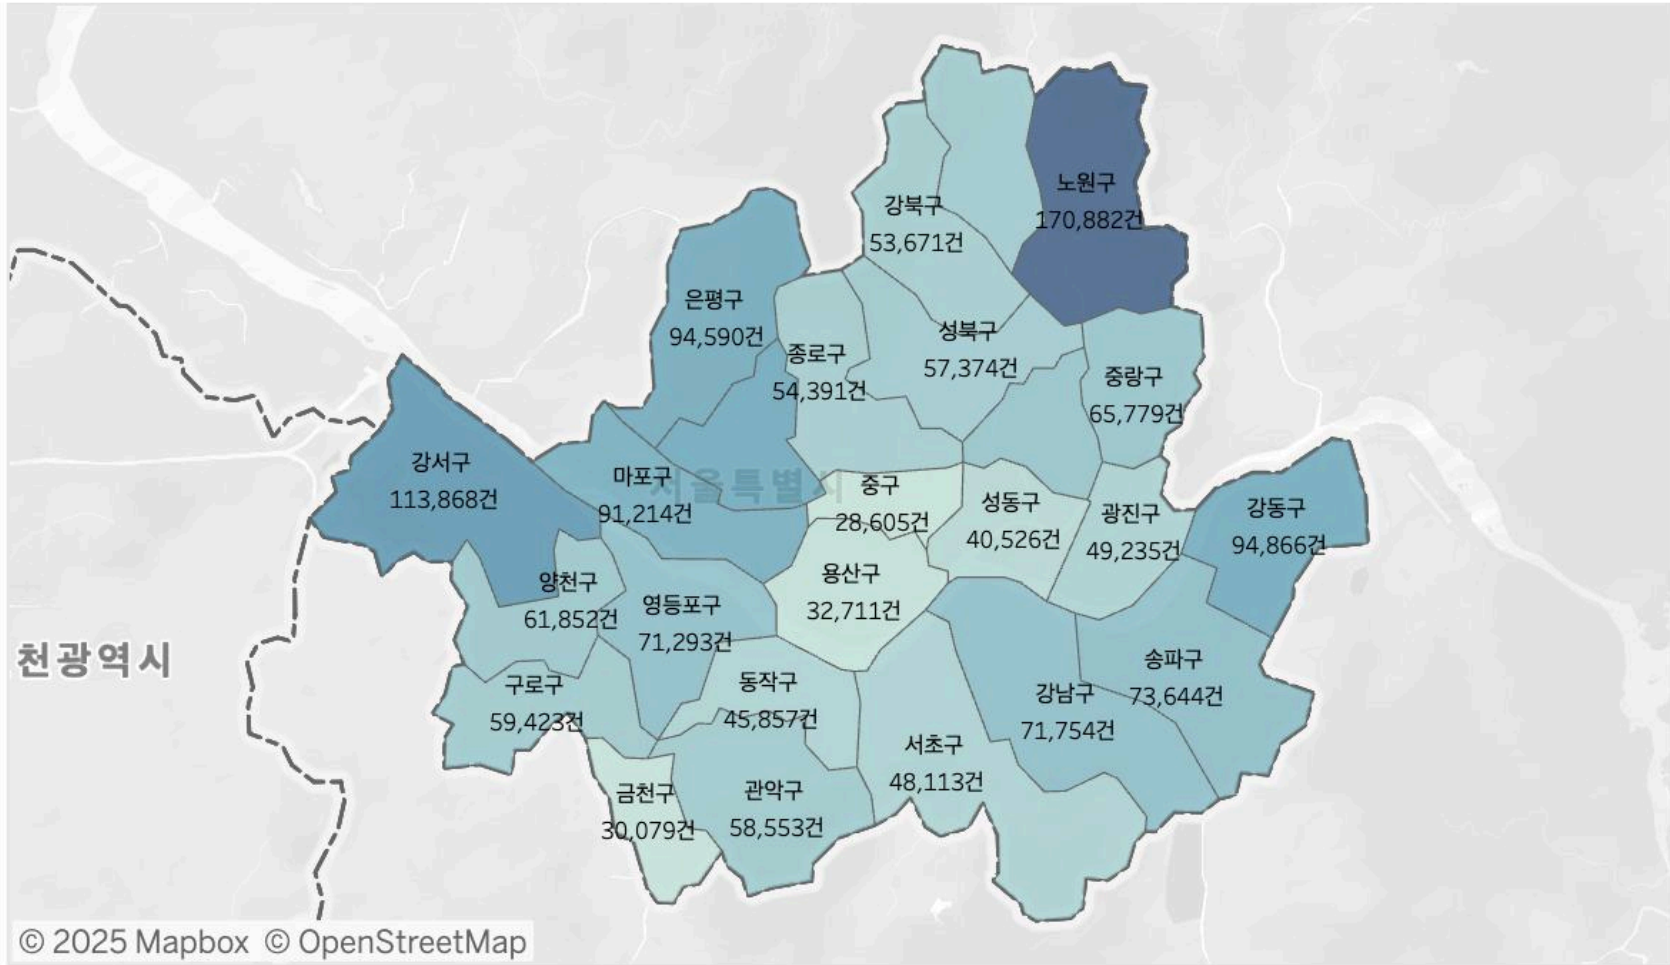 노원구
170,882건
강북구
53,671건
은평구
94,590건
성북구
57,374건
종로구
54,391건
중랑구
65,779건
강서구
113,868건
마포구
91,214건
서울특별시
중구
28,605건
성동구
40,526건
광진구
49,235건
강동구
94,866건
양천구
61,852건
영등포구
71,293건
용산구
32,711건
천광역시
구로구
59,423건
동작구
45,857건
강남구
71,754건
송파구
73,644건
서초구
48,113건
금천구
30,079건
관악구
58,553건
© 2025 Mapbox © OpenStreetMap